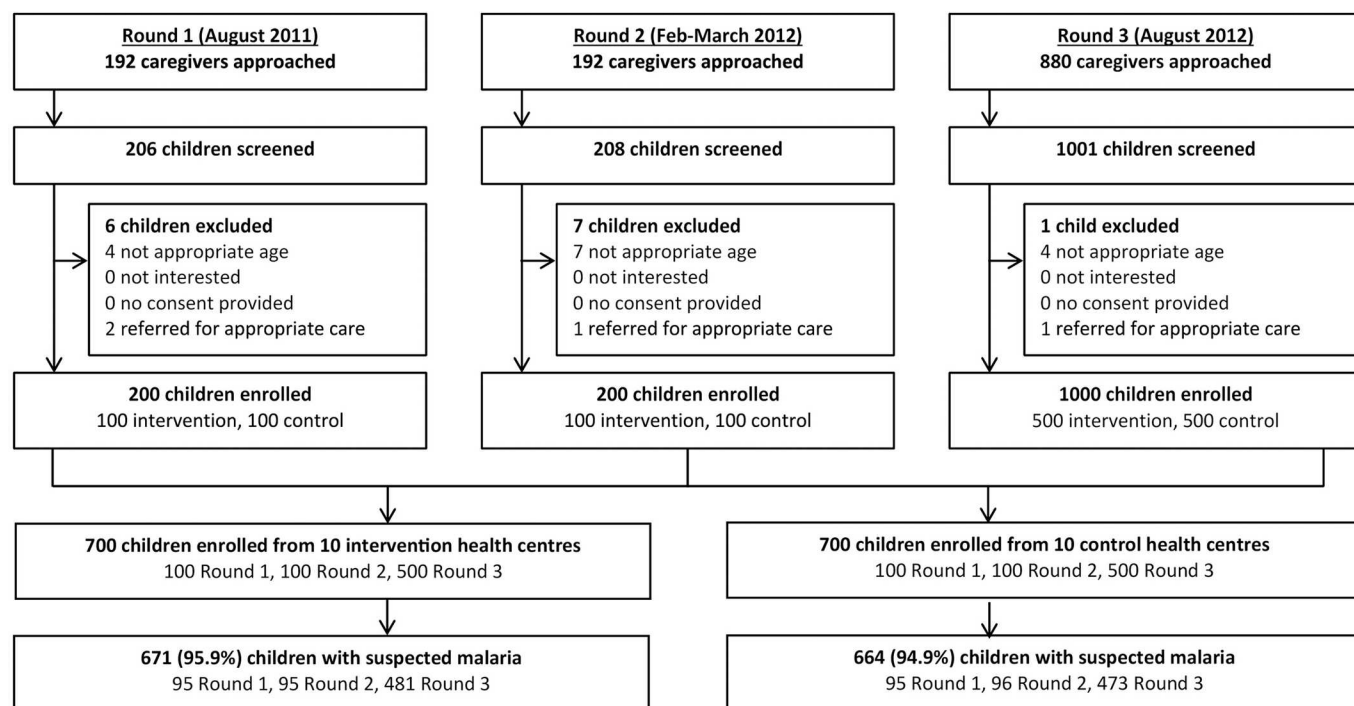 Round 1 (August 2011)
192 caregivers approached
206 children screened
6 children excluded
4 not appropriate age
0 not interested
0 no consent provided
2 referred for appropriate care
200 children enrolled
100 intervention, 100 control
Round 2 (Feb-March 2012)
192 caregivers approached
208 children screened
7 children excluded
7 not appropriate age
0 not interested
0 no consent provided
1 referred for appropriate care
200 children enrolled
100 intervention, 100 control
Round 3 (August 2012)
880 caregivers approached
1001 children screened
1 child excluded
4 not appropriate age
0 not interested
0 no consent provided
1 referred for appropriate care
1000 children enrolled
500 intervention, 500 control
700 children enrolled from 10 intervention health centres
100 Round 1, 100 Round 2, 500 Round 3
671 (95.9%) children with suspected malaria
95 Round 1, 95 Round 2, 481 Round 3
700 children enrolled from 10 control health centres
100 Round 1, 100 Round 2, 500 Round 3
664 (94.9%) children with suspected malaria
95 Round 1, 96 Round 2, 473 Round 3